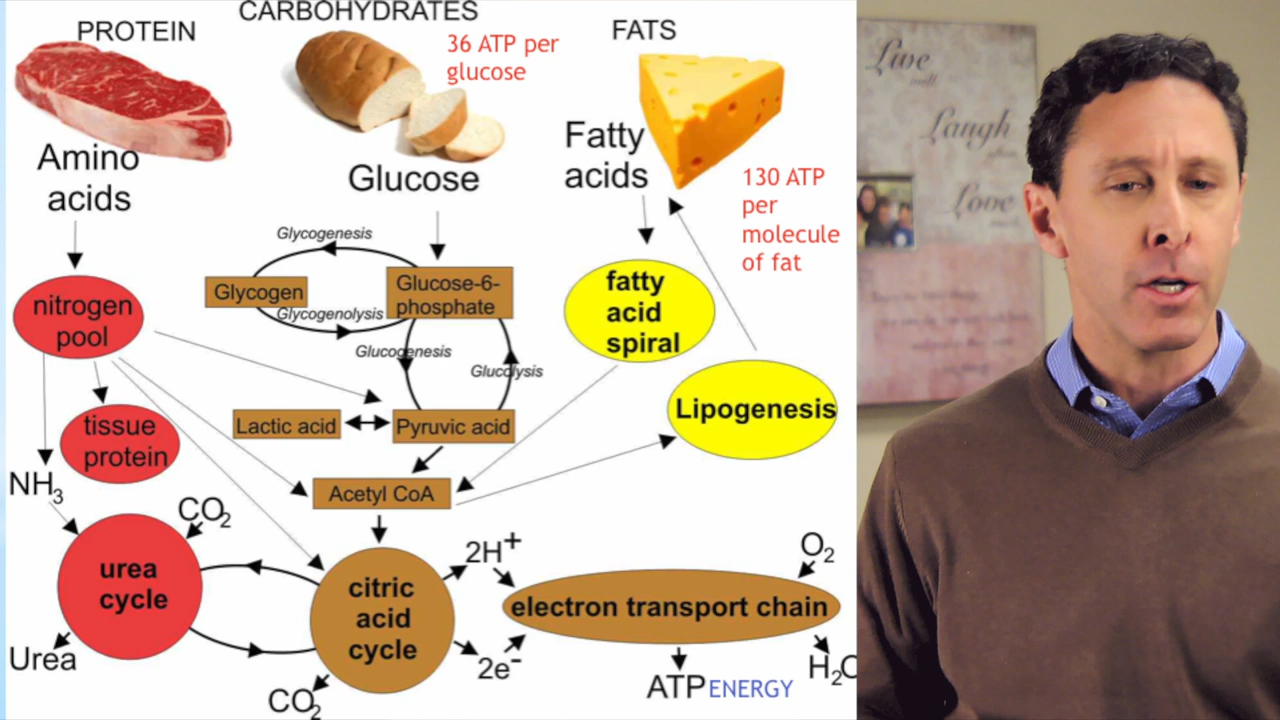 PROTEIN
CARBOHYDRATES
36 ATP per
glucose
FATS
Amino
acids
Glucose
Fatty
acids
130 ATP
per
molecule
of fat
Glycogenesis
Glycogen
Glucose-6-
phosphate
Glycogenolysis
Glucogenesis
Glucolysis
nitrogen
pool
fatty
acid
spiral
Lipogenesis
tissue
protein
Lactic acid
Pyruvic acid
NH3
Acetyl CoA
CO2
urea
cycle
citric
acid
cycle
2H+
2e-
O2
electron transport chain
Urea
CO2
ATP ENERGY
H2O
Live
well
Laugh
often
Love
much